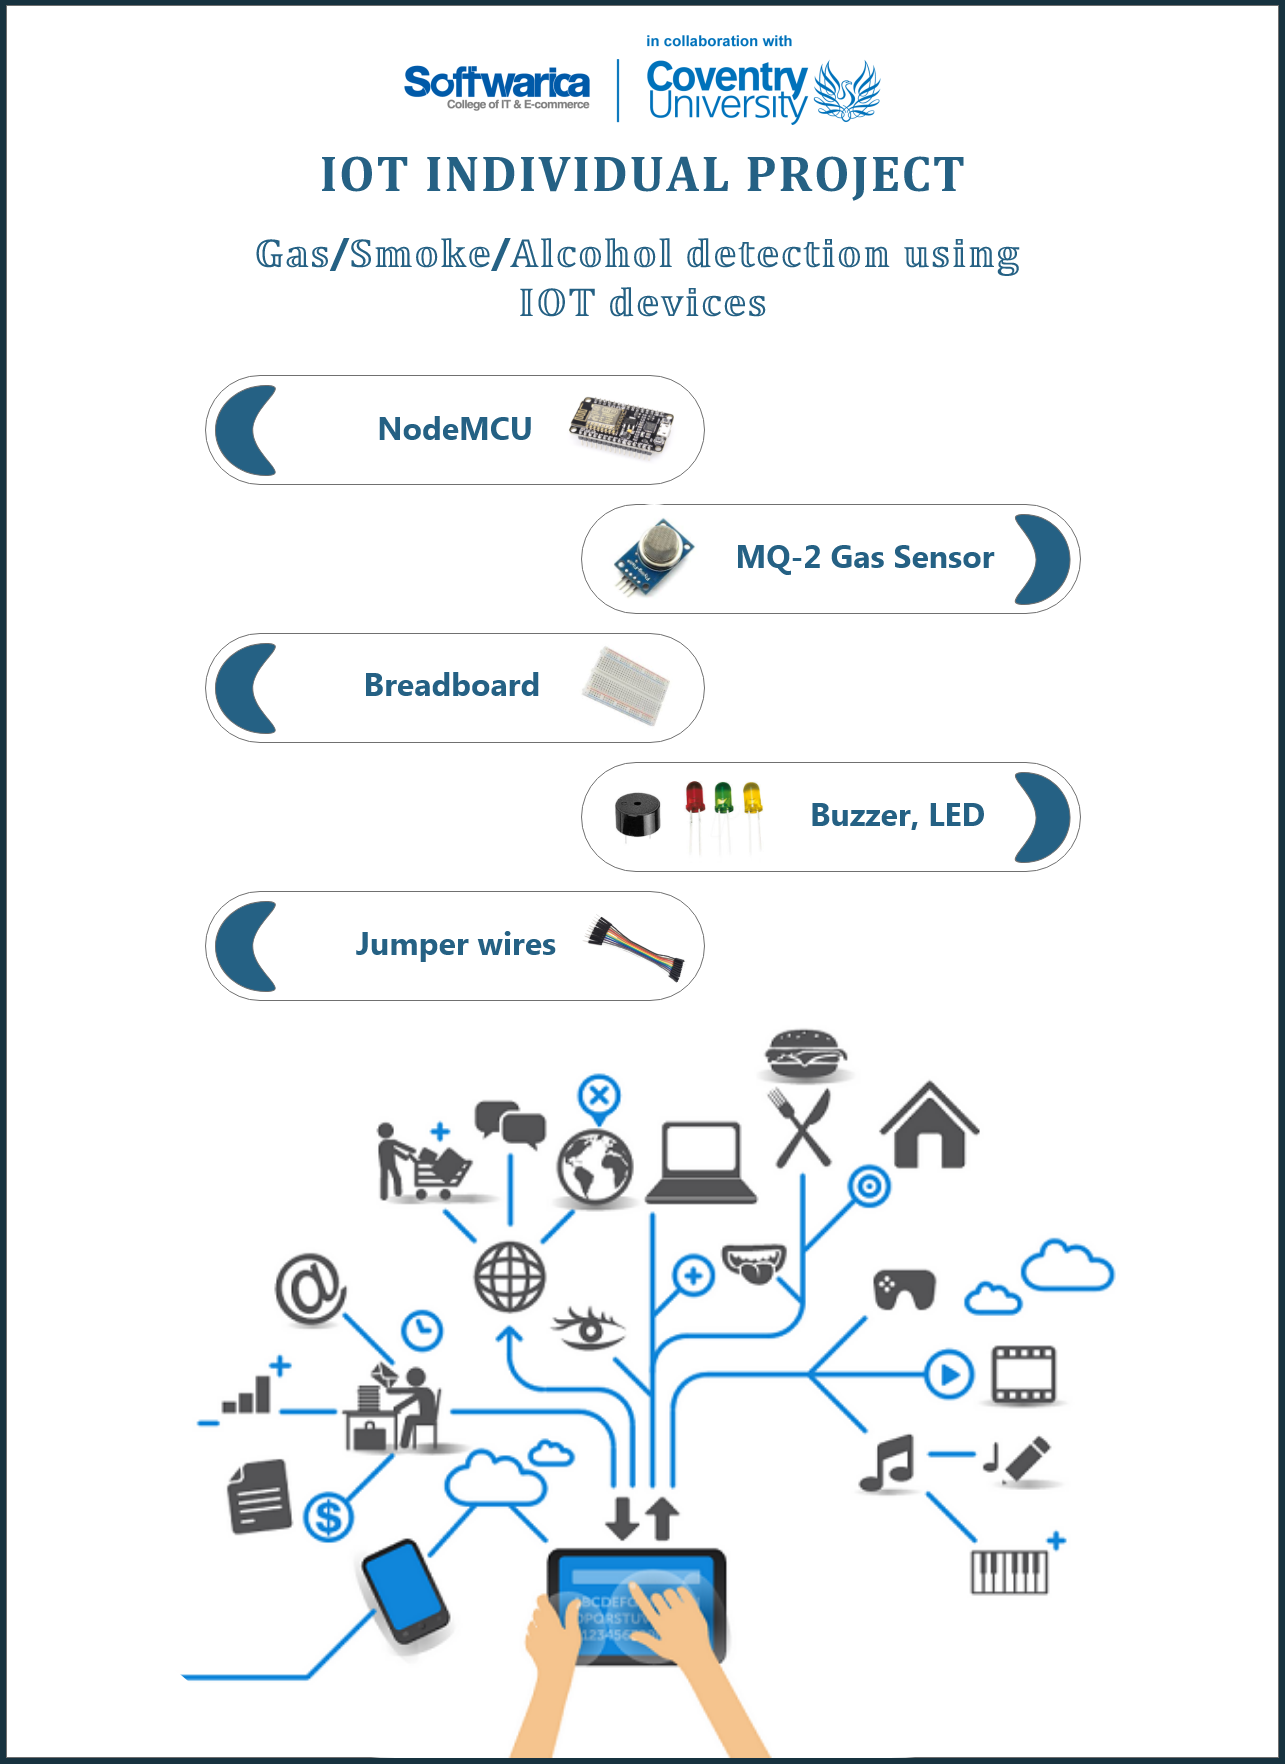 in collaboration with
Softwarica
College of IT & E-commerce
Coventry
University
IOT INDIVIDUAL PROJECT
Gas/Smoke/Alcohol detection using
IOT devices
NodeMCU
MQ-2 Gas Sensor
Breadboard
Buzzer, LED
Jumper wires
@
$